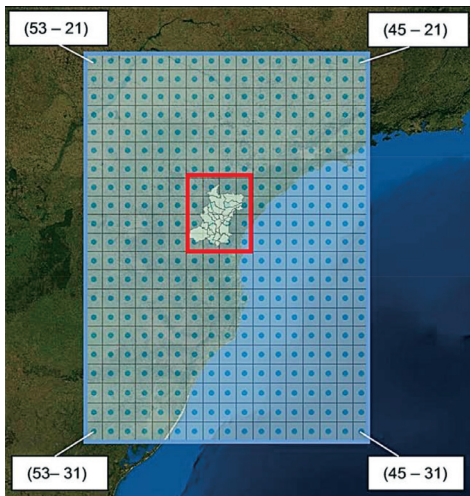 (53 – 21)
(45 – 21)
(53– 31)
(45 – 31)